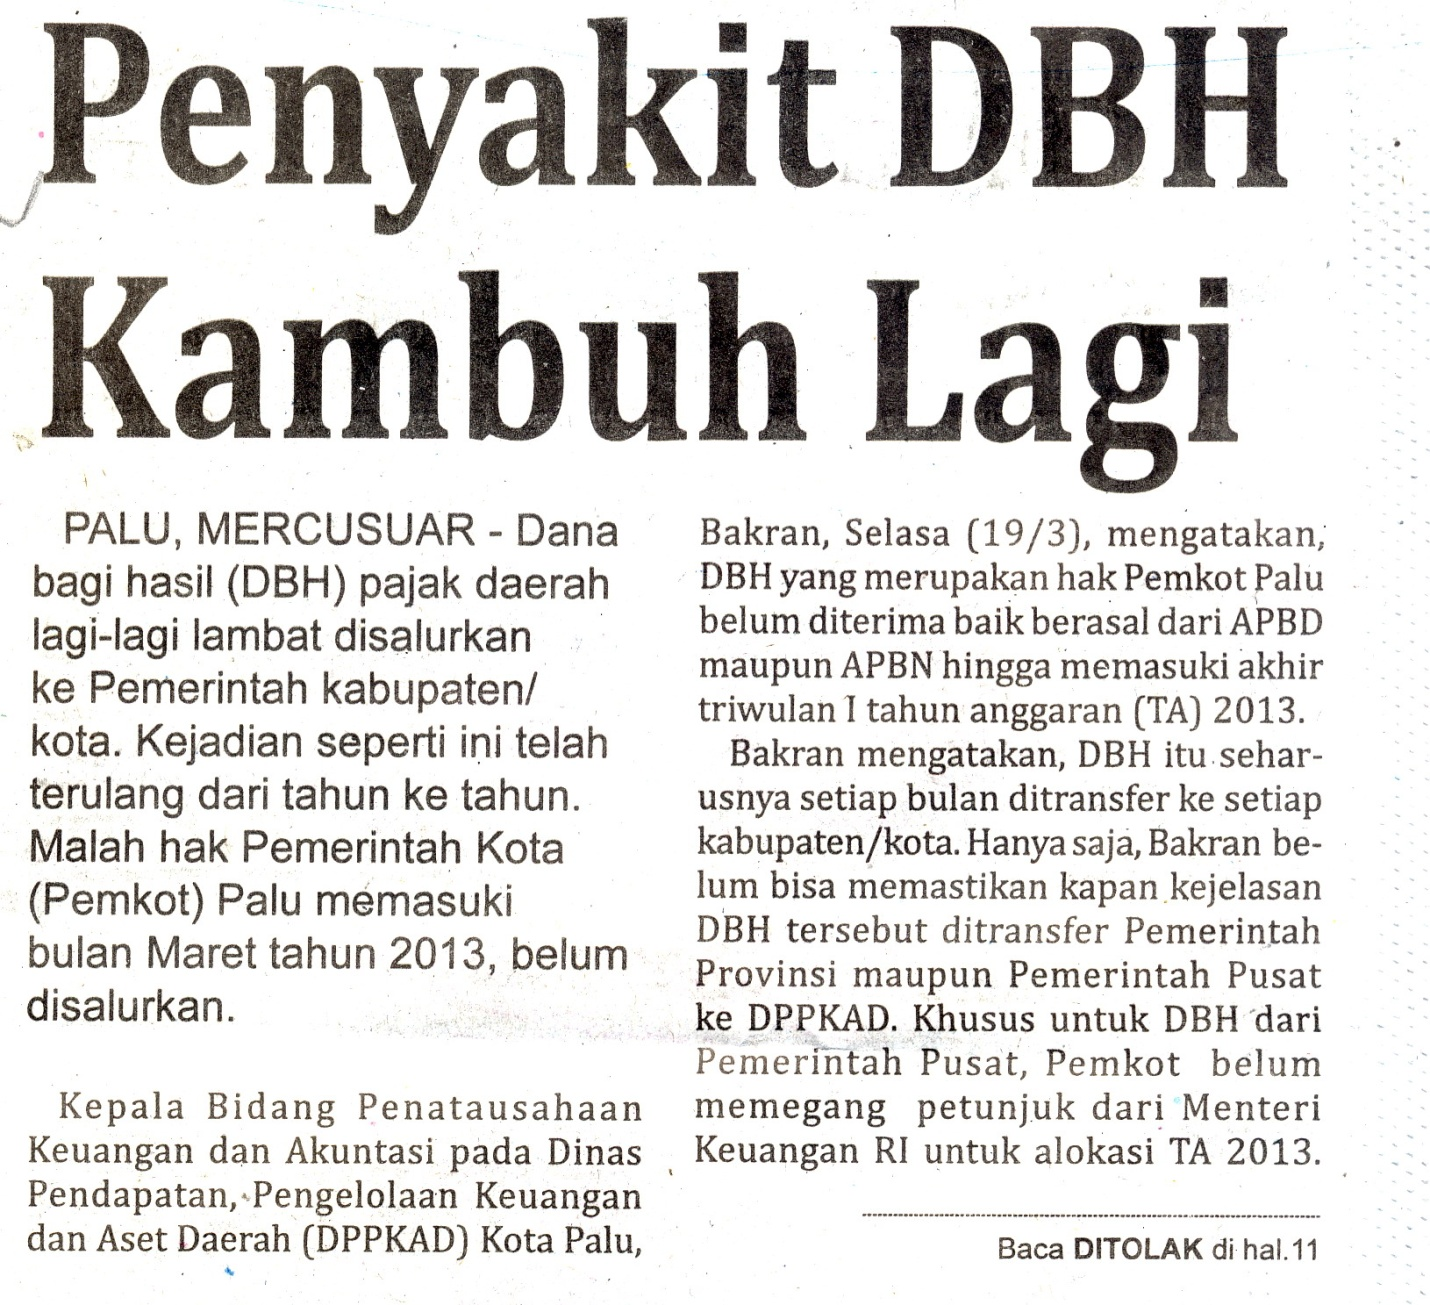 Penyakit DBH
Kambuh Lagi
PALU, MERCUSUAR - Dana
bagi hasil (DBH) pajak daerah
lagi-lagi lambat disalurkan
ke Pemerintah kabupaten/
kota. Kejadian seperti ini telah
terulang dari tahun ke tahun.
Malah hak Pemerintah Kota
(Pemkot) Palu memasuki
bulan Maret tahun 2013, belum
disalurkan.
Kepala Bidang Penatausahaan
Keuangan dan Akuntasi pada Dinas
Pendapatan, Pengelolaan Keuangan
dan Aset Daerah (DPPKAD) Kota Palu,
Bakran, Selasa (19/3), mengatakan,
DBH yang merupakan hak Pemkot Palu
belum diterima baik berasal dari APBD
maupun APBN hingga memasuki akhir
triwulan I tahun anggaran (TA) 2013.
Bakran mengatakan, DBH itu sehar-
usnya setiap bulan ditransfer ke setiap
kabupaten/kota. Hanya saja, Bakran be-
lum bisa memastikan kapan kejelasan
DBH tersebut ditransfer Pemerintah
Provinsi maupun Pemerintah Pusat
ke DPPKAD. Khusus untuk DBH dari
Pemerintah Pusat, Pemkot belum
memegang petunjuk dari Menteri
Keuangan RI untuk alokasi TA 2013.
Baca DITOLAK di hal.11